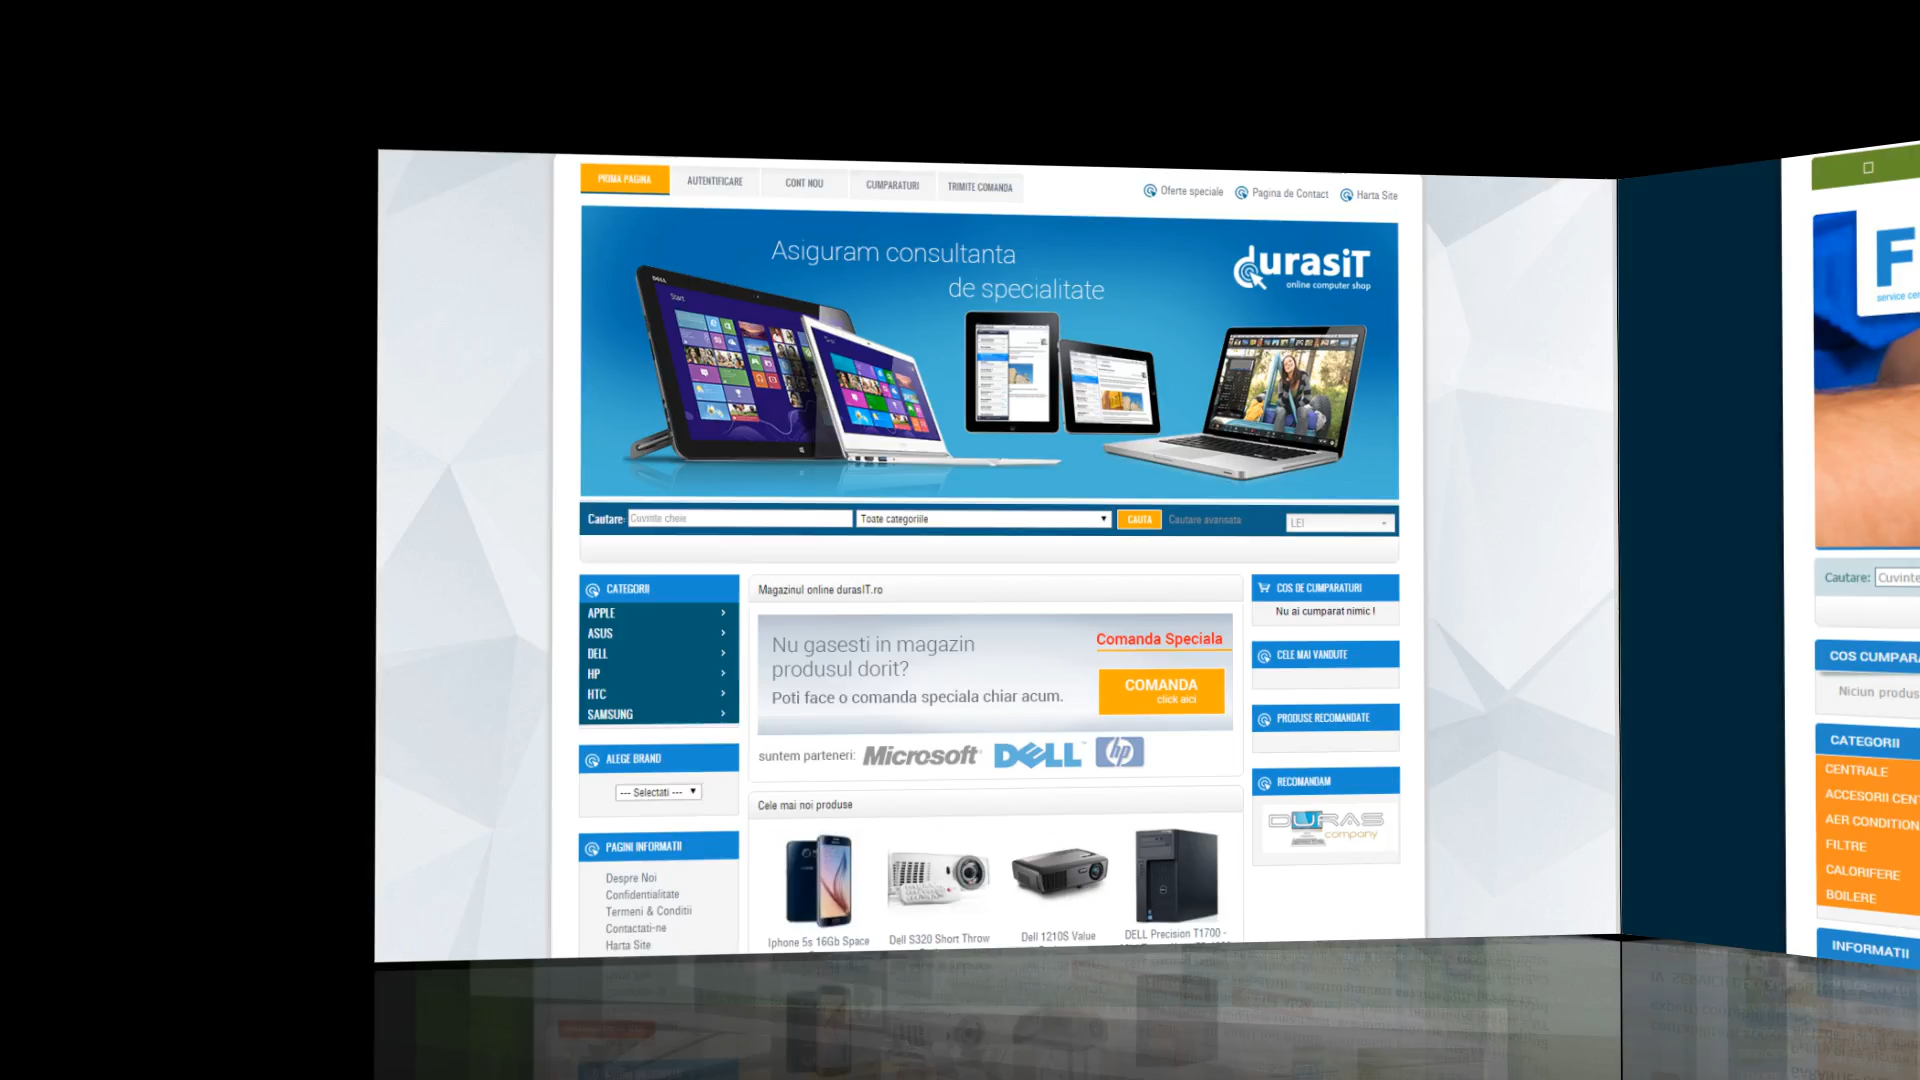 PRIMA PAGINA
AUTENTIFICARE
CONT NOU
CUMPARATURI
TRIMITE COMANDA
Oferte speciale
Pagina de Contact
Harta Site
Asiguram consultanta
de specialitate
durasiT
online computer shop
DELL
Start
Cautare:
Cuvinte cheie
Toate categoriile
CAUTA
Cautare avansata
LEI
CATEGORII
APPLE
ASUS
DELL
HP
HTC
SAMSUNG
ALEGE BRAND
--- Selectati ---
PAGINI INFORMATII
Despre Noi
Confidentialitate
Termeni & Conditii
Contactati-ne
Harta Site
Magazinul online durasIT.ro
Nu gasesti in magazin
produsul dorit?
Poti face o comanda speciala chiar acum.
Comanda Speciala
COMANDA
click aici
suntem parteneri: Microsoft DELL hp
Cele mai noi produse
Iphone 5s 16Gb Space
Dell S320 Short Throw
Dell 1210S Value
DELL Precision T1700 -
COS DE CUMPARATURI
Nu ai cumparat nimic !
CELE MAI VANDUTE
PRODUSE RECOMANDATE
RECOMANDAM
DURAS
company
F
service
Cautare:
Cuvinte
COS
Niciun
CATEGORII
CENTRALE
ACCESORII
AER
FILTRE
CALORIFERE
BOILERE
INFORMATII